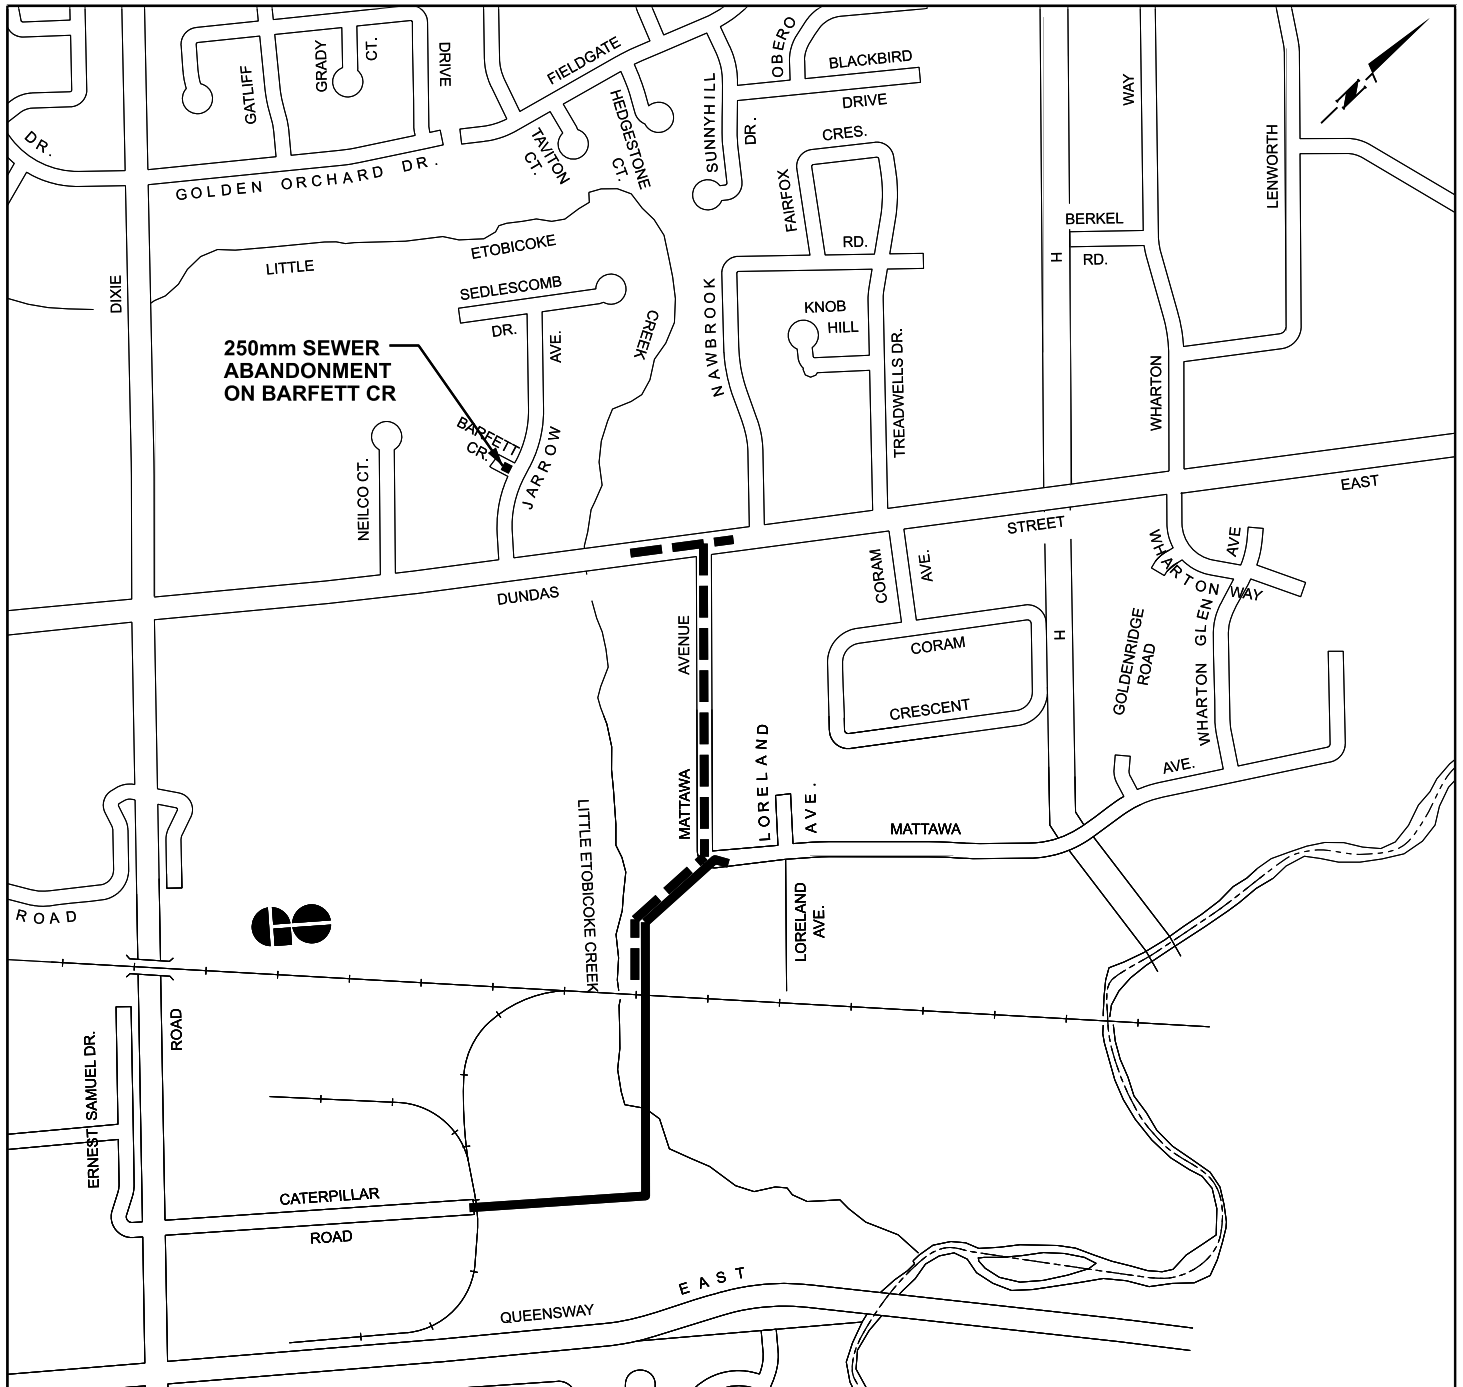 GATLIFF
GRADY
CT.
DRIVE
FIELDGATE
OBERO
BLACKBIRD
DRIVE
WAY
N
DR.
GOLDEN ORCHARD DR.
TAVITON
CT.
HEDGESTONE
CT.
SUNNYHILL
DR.
CRES.
FAIRFOX
RD.
LENWORTH
BERKEL
RD.
H
LITTLE
ETOBICOKE
CREEK
DIXIE
SEDLESCOMB
DR.
AVE.
NAWBROOK
KNOB
HILL
TREADWELLS DR.
WHARTON
250mm SEWER
ABANDONMENT
ON BARFETT CR
BARFETT
CR.
JARROW
NEILCO CT.
DUNDAS
STREET
EAST
CORAM
AVE.
WHARTON WAY
AVE
GLEN
WHARTON
GOLDENRIDGE
ROAD
H
CORAM
CRESCENT
AVENUE
MATTAWA
LORELAND
AVE.
MATTAWA
AVE.
LITTLE ETOBICOKE CREEK
LORELAND
AVE.
ROAD
GO
ROAD
ERNEST SAMUEL DR.
CATERPILLAR
ROAD
QUEENSWAY
EAST